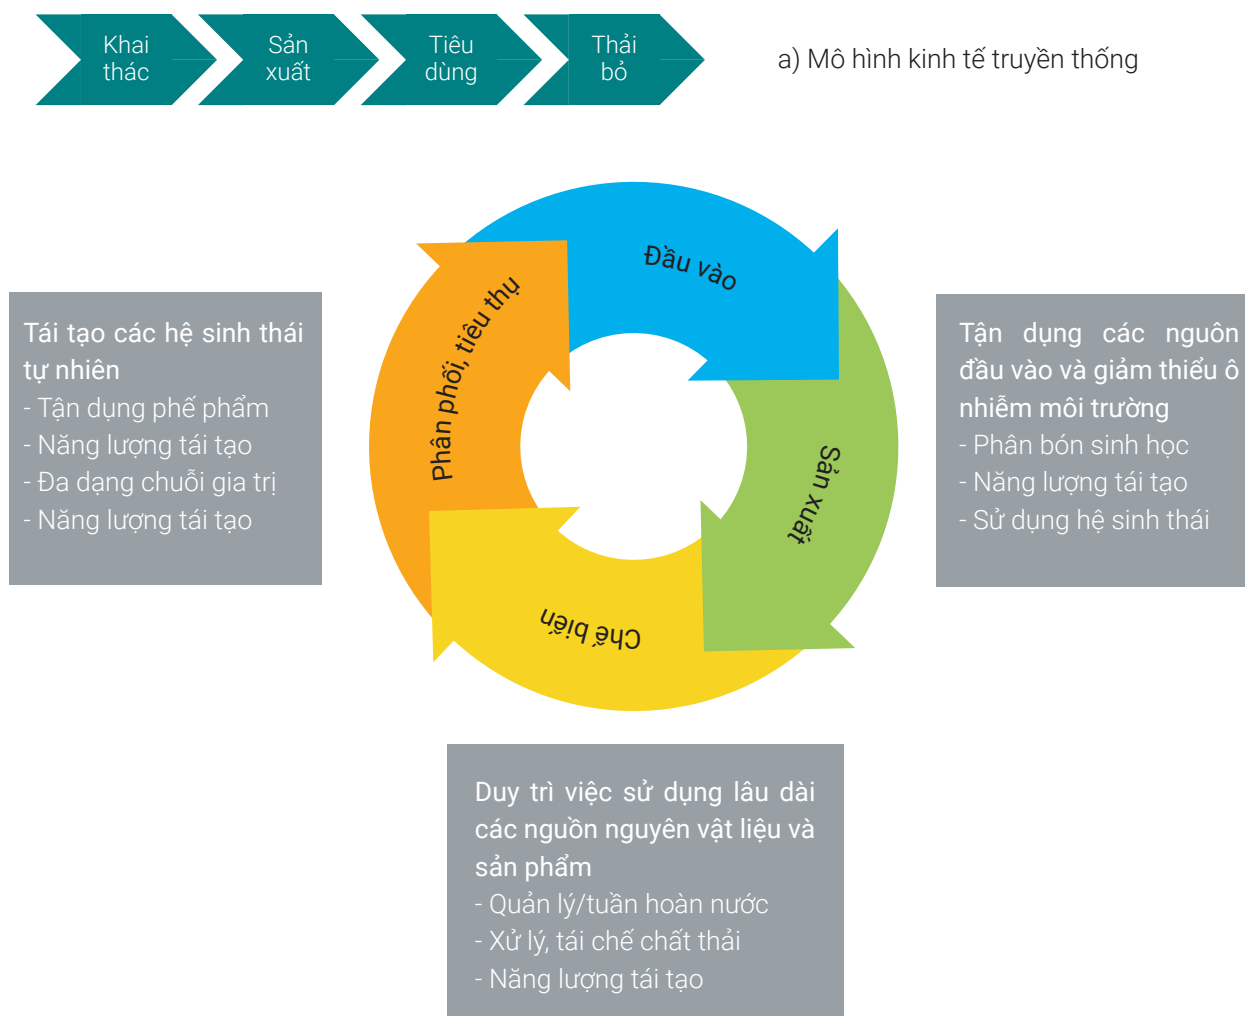 Khai
thác
Sản
xuất
Tiêu
dùng
Thải
bỏ
a) Mô hình kinh tế truyền thống
Đầu vào
Sản xuất
Chế biến
Phân phối, tiêu thụ
Tái tạo các hệ sinh thái
tự nhiên
- Tận dụng phế phẩm
- Năng lượng tái tạo
- Đa dạng chuỗi gia trị
- Năng lượng tái tạo
Tận dụng các nguôn
đầu vào và giảm thiểu ô
nhiễm môi trường
- Phân bón sinh học
- Năng lượng tái tạo
- Sử dụng hệ sinh thái
Duy trì việc sử dụng lâu dài
các nguồn nguyên vật liệu và
sản phẩm
- Quản lý/tuần hoàn nước
- Xử lý, tái chế chất thải
- Năng lượng tái tạo